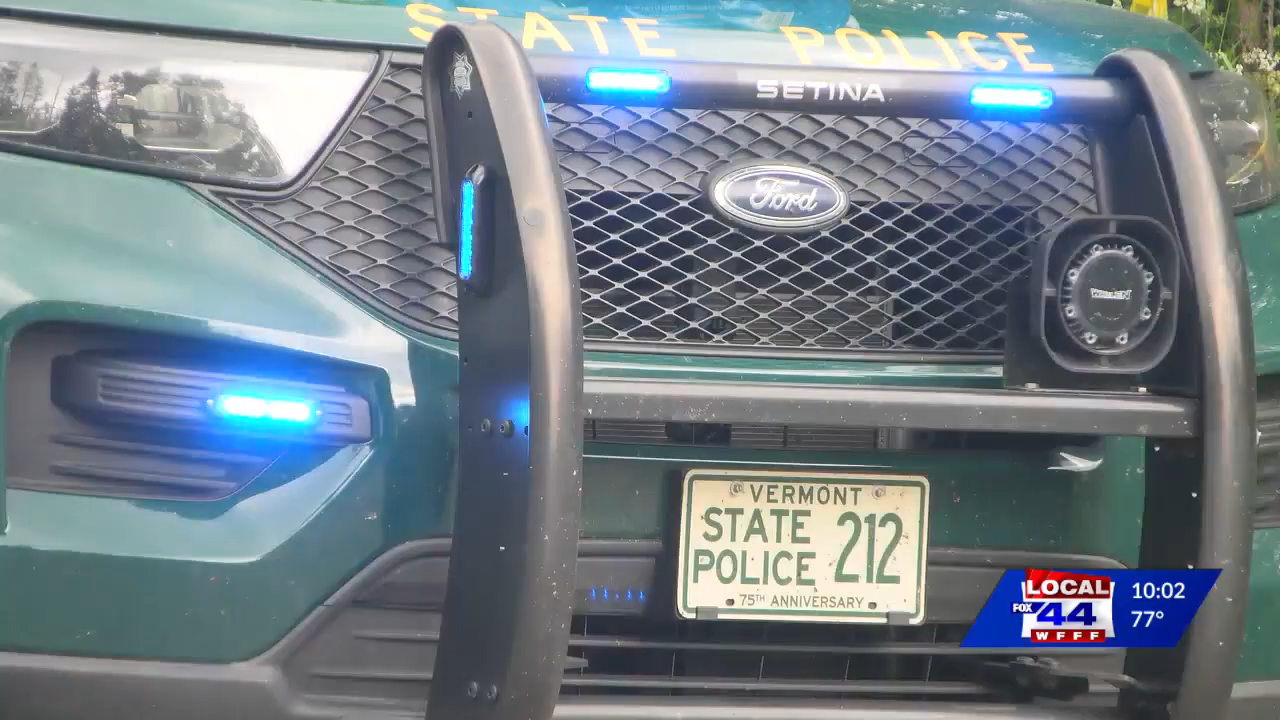 STATE POLICE
SETINA
Ford
VERMONT
STATE
POLICE
212
75TH ANNIVERSARY
LOCAL
FOX 44
WFFF
10:02
77°